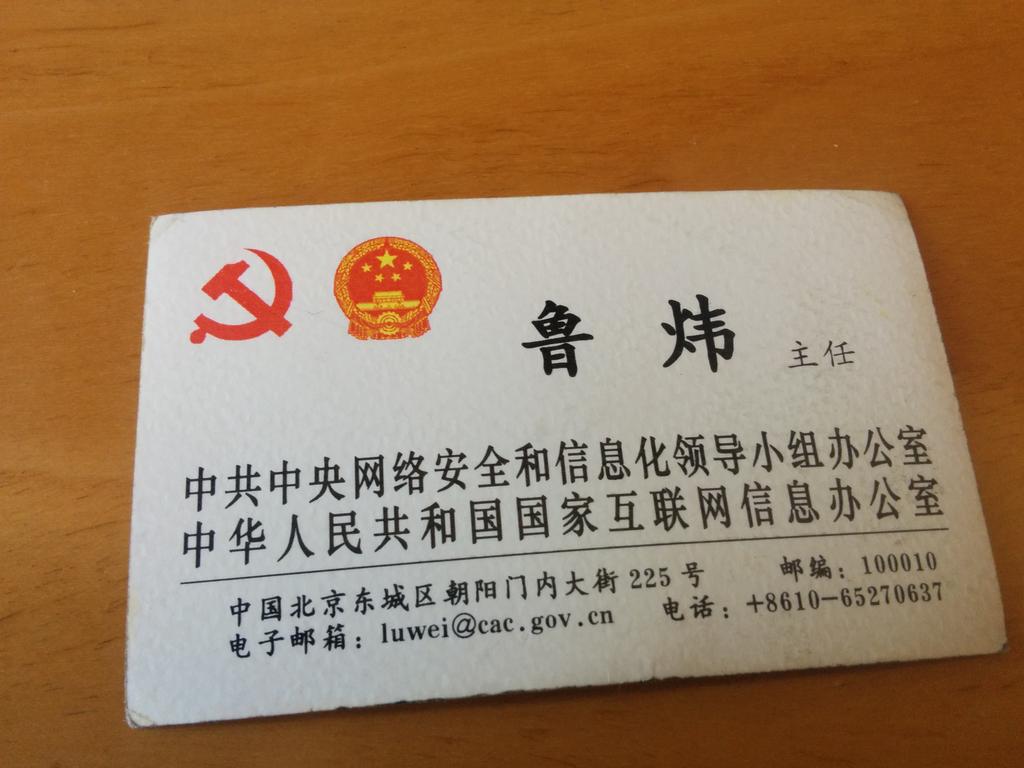 鲁 炜 主任
中共中央网络安全和信息化领导小组办公室
中华人民共和国国家互联网信息办公室
中国北京东城区朝阳门内大街 225 号 邮编：100010
电子邮箱：luwei@cac.gov.cn 电话：+8610-65270637